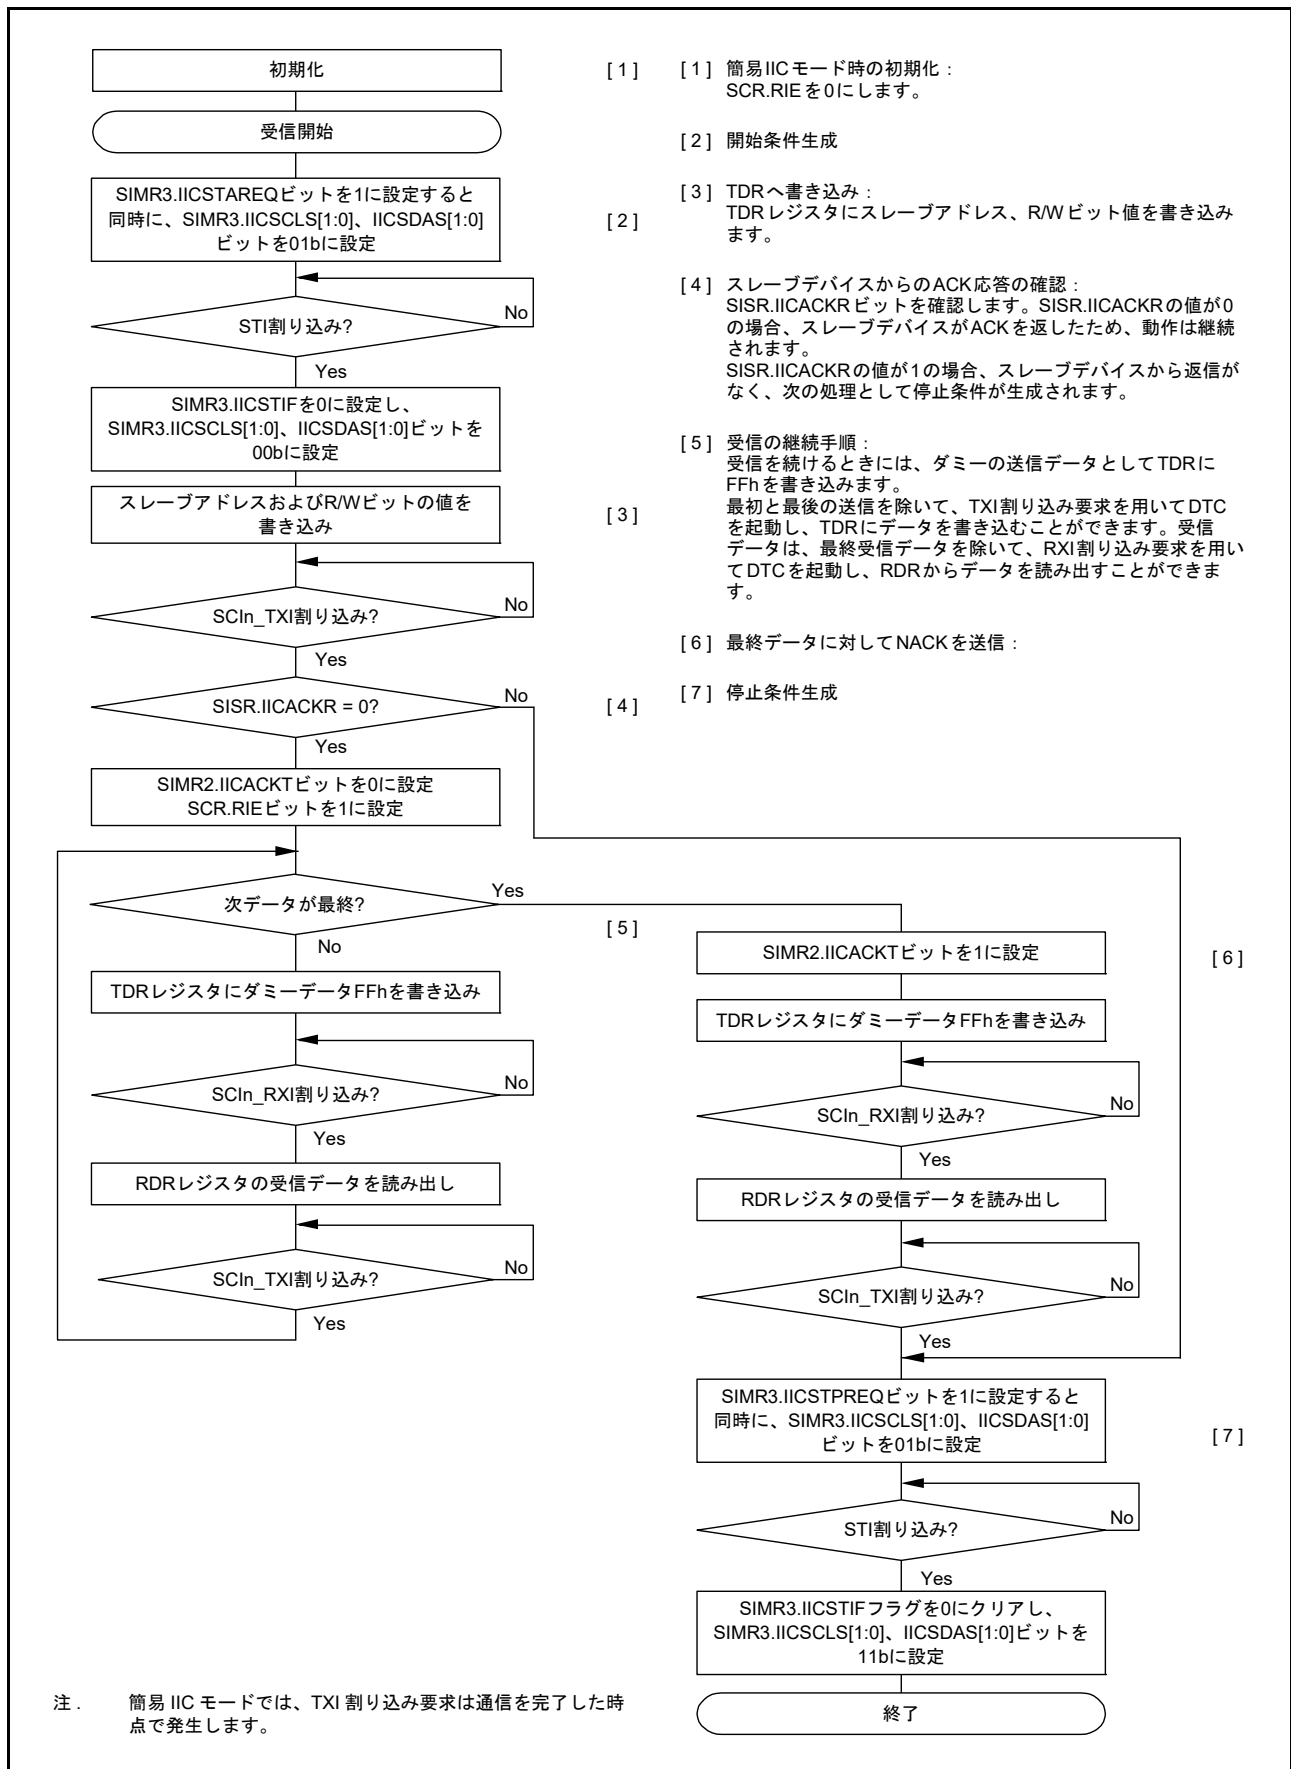 初期化
[ 1 ]
受信開始
SIMR3.IICSTAREQビットを1に設定すると
同時に、SIMR3.IICSCLS[1:0]、IICSDAS[1:0]
ビットを01bに設定
[ 2 ]
STI割り込み?
No
Yes
SIMR3.IICSTIFを0に設定し、
SIMR3.IICSCLS[1:0]、IICSDAS[1:0]ビットを
00bに設定
スレーブアドレスおよびR/Wビットの値を
書き込み
[ 3 ]
SCIn_TXI割り込み?
No
Yes
SISR.IICACKR = 0?
No
[ 4 ]
Yes
SIMR2.IICACKTビットを0に設定
SCR.RIEビットを1に設定
次データが最終?
Yes
[ 5 ]
No
TDRレジスタにダミーデータFFhを書き込み
SCIn_RXI割り込み?
No
Yes
RDRレジスタの受信データを読み出し
SCIn_TXI割り込み?
No
Yes
[ 1 ] 簡易IICモード時の初期化：
SCR.RIEを0にします。
[ 2 ] 開始条件生成
[ 3 ] TDRへ書き込み：
TDRレジスタにスレーブアドレス、R/Wビット値を書き込み
ます。
[ 4 ] スレーブデバイスからのACK応答の確認：
SISR.IICACKRビットを確認します。SISR.IICACKRの値が0
の場合、スレーブデバイスがACKを返したため、動作は継続
されます。
SISR.IICACKRの値が1の場合、スレーブデバイスから返信が
なく、次の処理として停止条件が生成されます。
[ 5 ] 受信の継続手順：
受信を続けるときには、ダミーの送信データとしてTDRに
FFhを書き込みます。
最初と最後の送信を除いて、TXI割り込み要求を用いてDTC
を起動し、TDRにデータを書き込むことができます。受信
データは、最終受信データを除いて、RXI割り込み要求を用い
てDTCを起動し、RDRからデータを読み出すことができま
す。
[ 6 ] 最終データに対してNACKを送信：
[ 7 ] 停止条件生成
SIMR2.IICACKTビットを1に設定
[ 6 ]
TDRレジスタにダミーデータFFhを書き込み
SCIn_RXI割り込み?
No
Yes
RDRレジスタの受信データを読み出し
SCIn_TXI割り込み?
No
Yes
SIMR3.IICSTPREQビットを1に設定すると
同時に、SIMR3.IICSCLS[1:0]、IICSDAS[1:0]
ビットを01bに設定
[ 7 ]
STI割り込み?
No
Yes
SIMR3.IICSTIFフラグを0にクリアし、
SIMR3.IICSCLS[1:0]、IICSDAS[1:0]ビットを
11bに設定
終了
注． 簡易 IIC モードでは、TXI 割り込み要求は通信を完了した時
点で発生します。